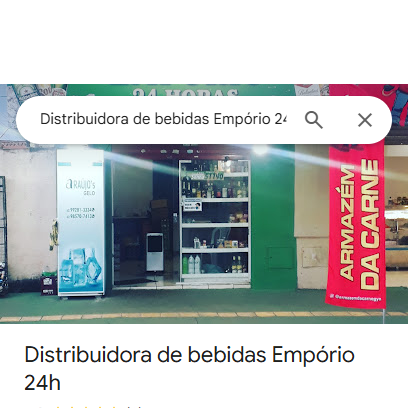 24 HORAS
Distribuidora de bebidas Empório 24
ARAUJO's
GELO
ARMAZÉM
DA CARNE
Distribuidora de bebidas Empório
24h